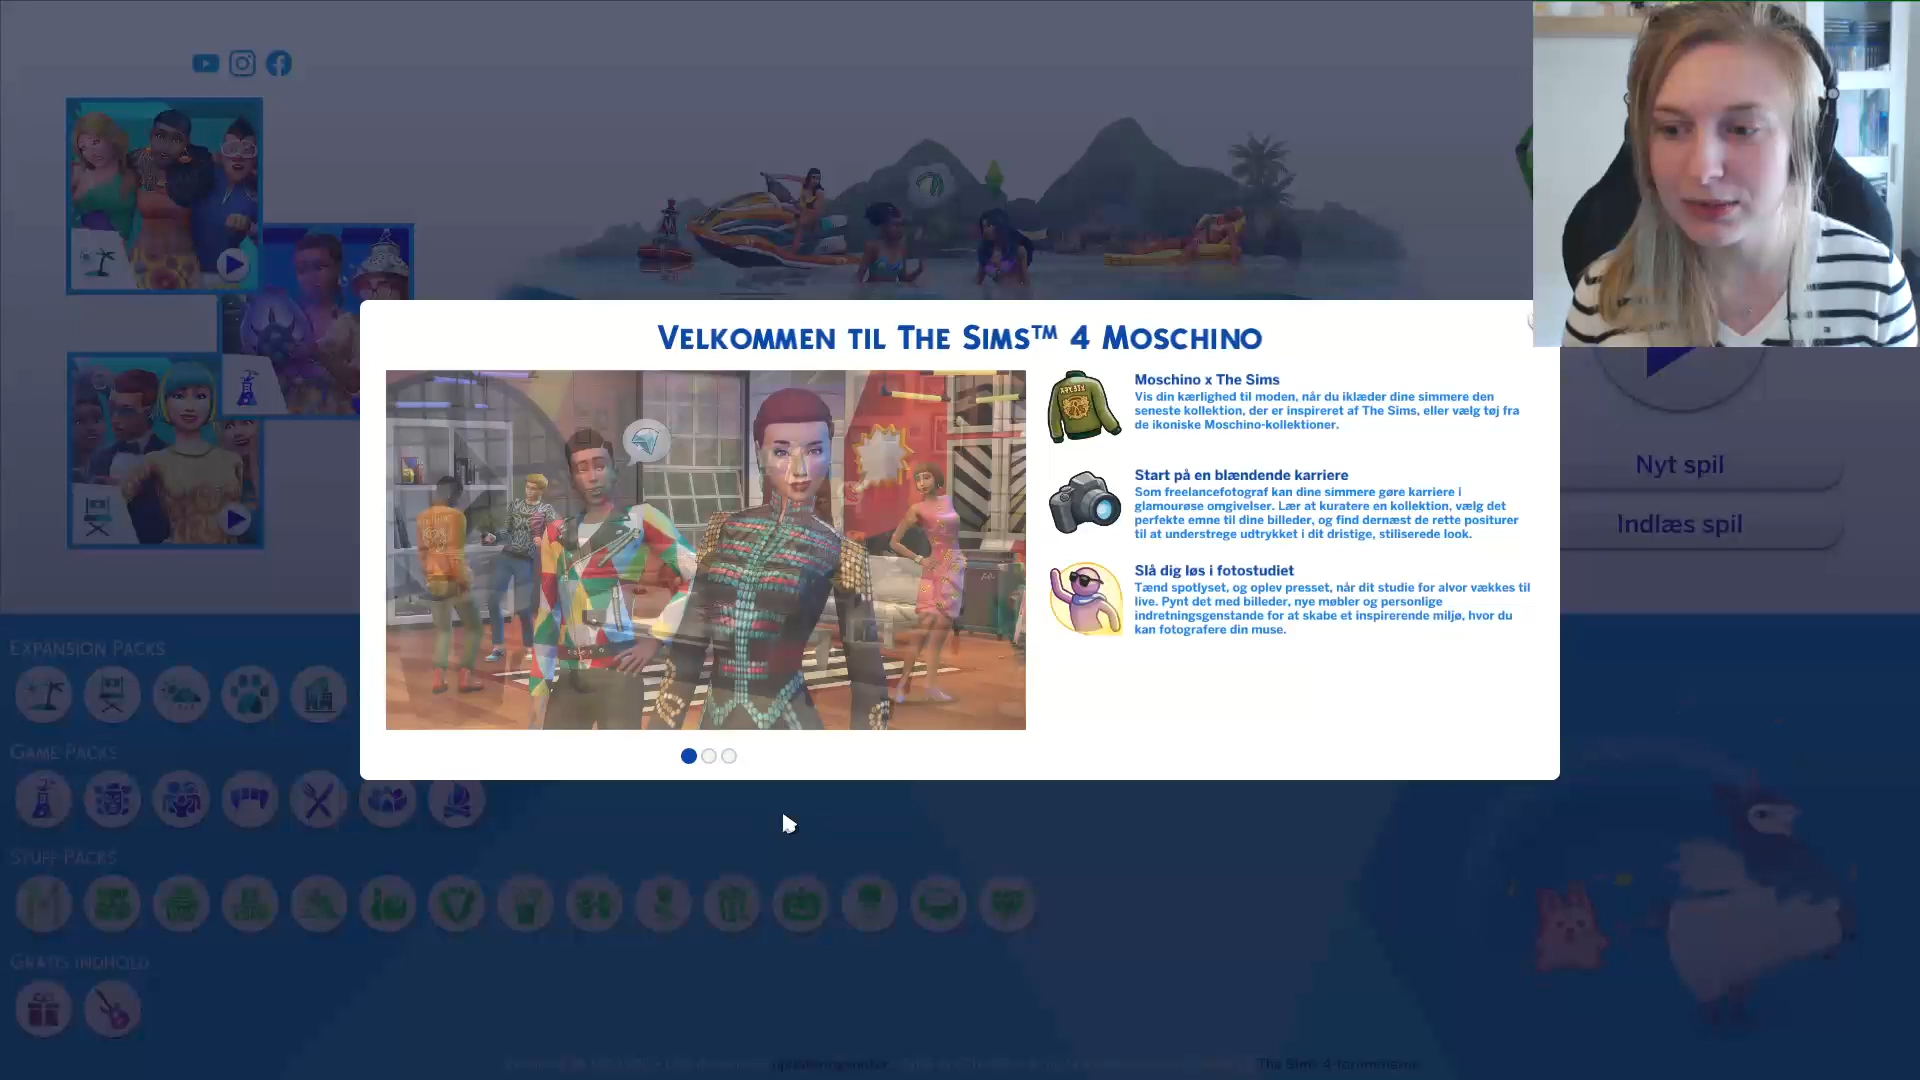 VELKOMMEN TIL THE SIMS™ 4 MOSCHINO
Moschino x The Sims
Vis din kærlighed til moden, når du iklæder dine simmere den
seneste kollektion, der er inspireret af The Sims, eller vælg tøj fra
de ikoniske Moschino-kollektioner.
Start på en blændende karriere
Som freelancefotograf kan dine simmere gøre karriere i
glamourøse omgivelser. Lær at kuratere en kollektion, vælg det
perfekte emne til dine billeder, og find dernæst de rette positurer
til at understrege udtrykket i dit dristige, stiliserede look.
Slå dig løs i fotostudiet
Tænd spotlyset, og oplev presset, når dit studie for alvor vækkes til
live. Pynt det med billeder, nye møbler og personlige
indretningsgenstande for at skabe et inspirerende miljø, hvor du
kan fotografere din muse.
Nyt spil
Indlæs spil
EXPANSION PACKS
GAME PACKS
STUFF PACKS
GRATIS INDHOLD
The Sims 4